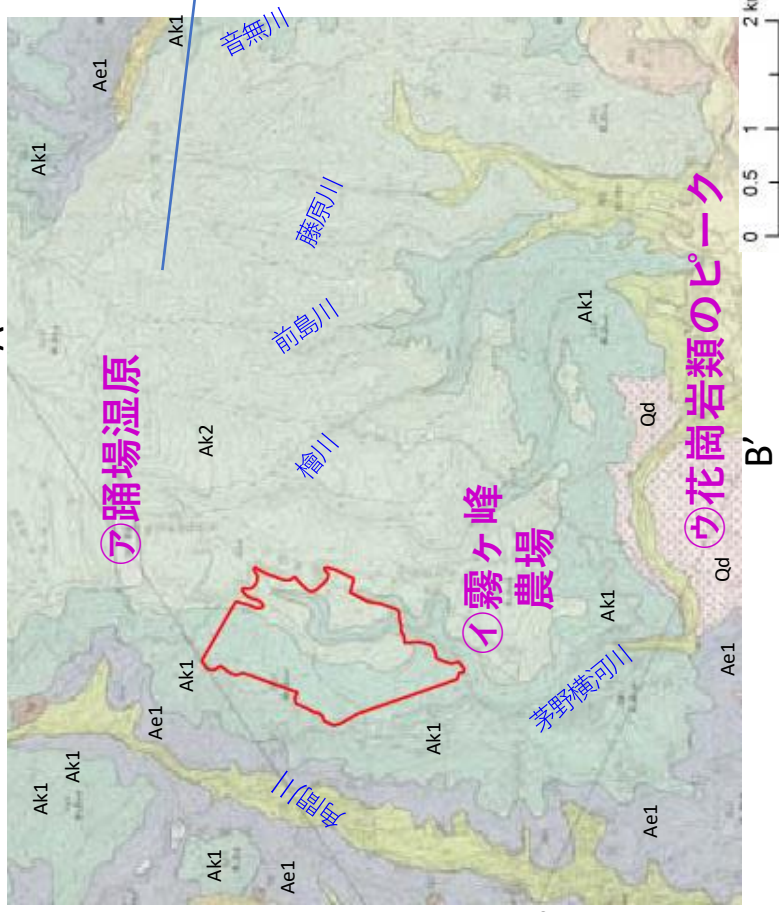 Ak1
Ae1
Ak1
音無川
㋐踊場湿原
Ak2
藤原川
前島川
檜川
Ak1
Ak1
Ak1
Ae1
Ak1
Ak1
Ae1
角間川
Ak1
㋑霧ヶ峰
農場
茅野横河川
Ak1
Ak1
Qd
Qd
Ae1
Ae1
㋒花崗岩類のピーク
B′
0 0.5 1 2 k